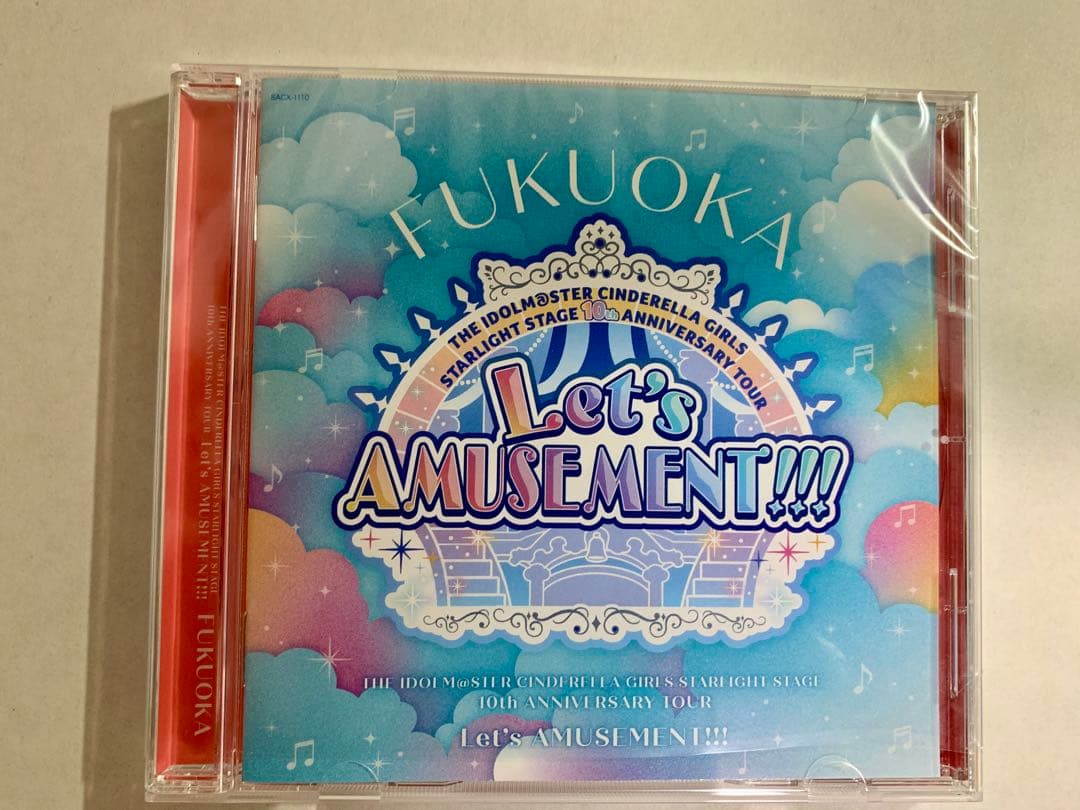 8ACX-1110
FUKUOKA
THE IDOLM@STER CINDERELLA GIRLS
STARLIGHT STAGE 10th ANNIVERSARY TOUR
Let's
AMUSEMENT!!!
THE IDOLM@STER CINDERELLA GIRLS STARLIGHT STAGE
10th ANNIVERSARY TOUR
Let's AMUSEMENT!!!
THE IDOLM@STER CINDERELLA GIRLS STARLIGHT STAGE
10th ANNIVERSARY TOUR Let's AMUSEMENT!!!
FUKUOKA